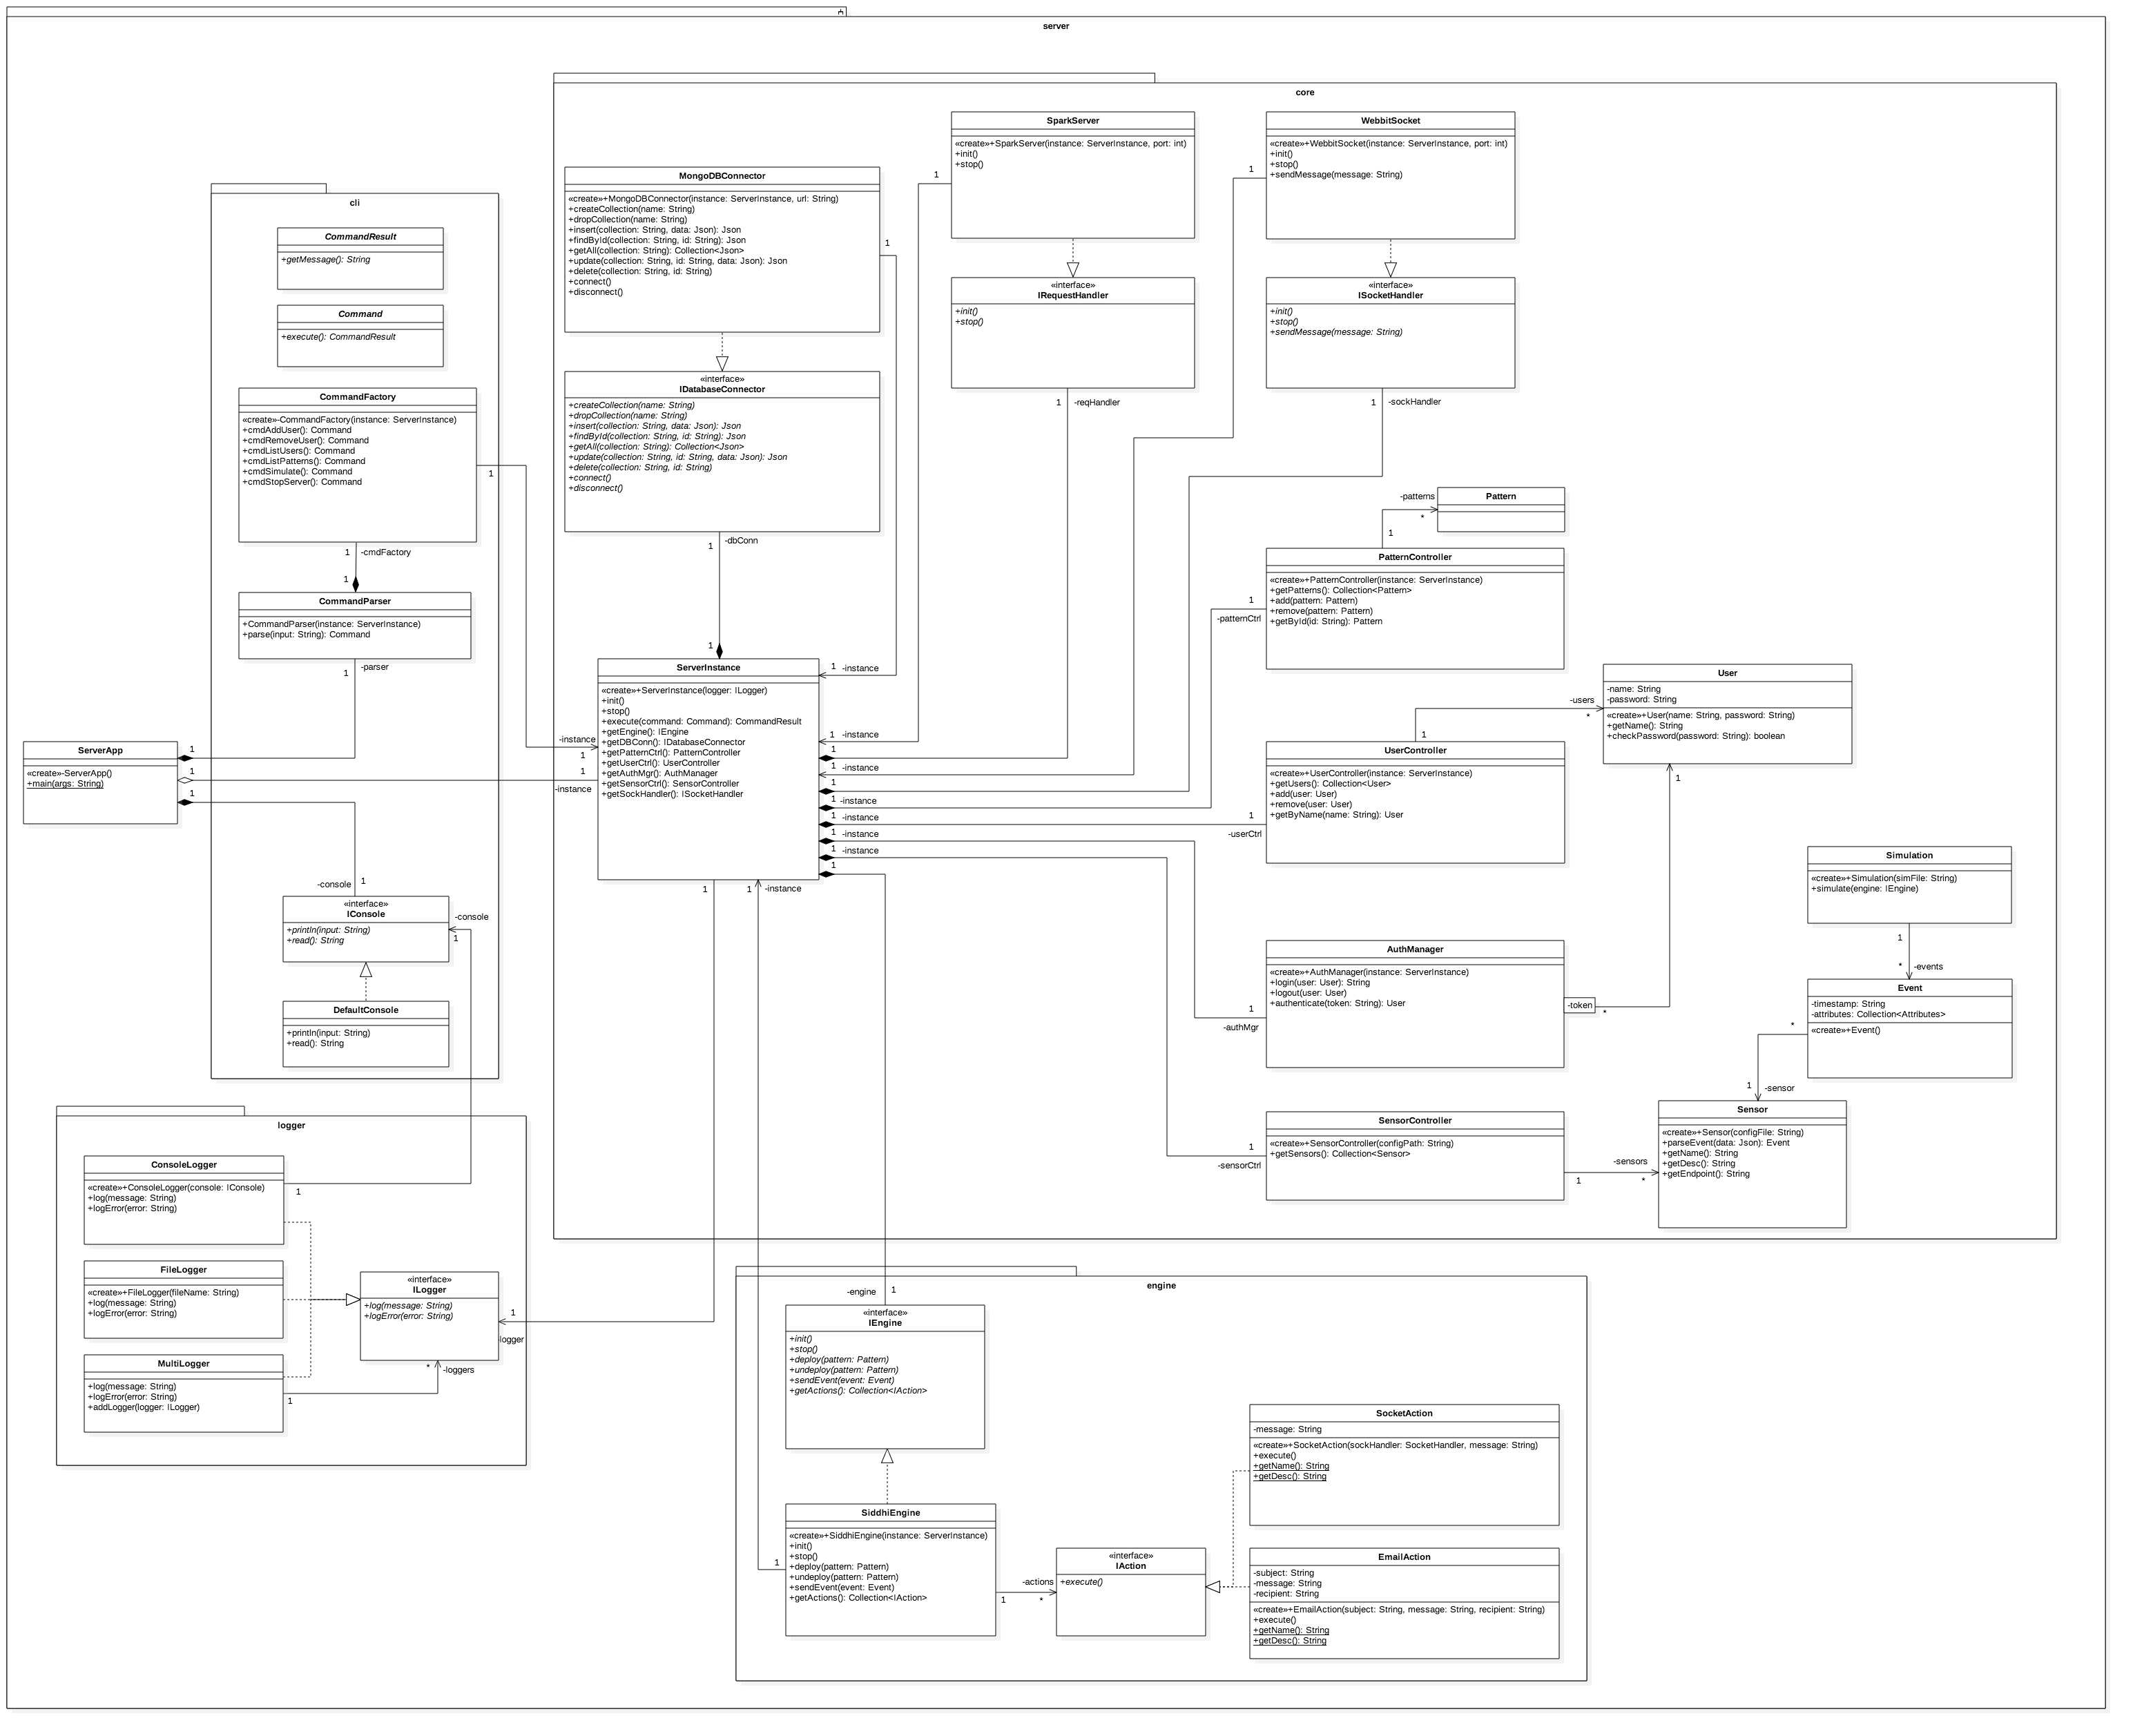 server
core
cli
CommandResult
+getMessage(): String
Command
+execute(): CommandResult
CommandFactory
«create»-CommandFactory(instance: ServerInstance)
+cmdAddUser(): Command
+cmdRemoveUser(): Command
+cmdListUsers(): Command
+cmdListPatterns(): Command
+cmdSimulate(): Command
+cmdStopServer(): Command
1
1
-cmdFactory
1
CommandParser
+CommandParser(instance: ServerInstance)
+parse(input: String): Command
1
-parser
ServerApp
«create»-ServerApp()
+main(args: String)
1
1
1
-console
1
«interface»
IConsole
+println(input: String)
+read(): String
-console
1
DefaultConsole
+println(input: String)
+read(): String
logger
ConsoleLogger
«create»+ConsoleLogger(console: IConsole)
+log(message: String)
+logError(error: String)
1
FileLogger
«create»+FileLogger(fileName: String)
+log(message: String)
+logError(error: String)
MultiLogger
+log(message: String)
+logError(error: String)
+addLogger(logger: ILogger)
1
«interface»
ILogger
+log(message: String)
+logError(error: String)
1
logger
*
-loggers
MongoDBConnector
«create»+MongoDBConnector(instance: ServerInstance, url: String)
+createCollection(name: String)
+dropCollection(name: String)
+insert(collection: String, data: Json): Json
+findById(collection: String, id: String): Json
+getAll(collection: String): Collection<Json>
+update(collection: String, id: String, data: Json): Json
+delete(collection: String, id: String)
+connect()
+disconnect()
1
«interface»
IDatabaseConnector
+createCollection(name: String)
+dropCollection(name: String)
+insert(collection: String, data: Json): Json
+findById(collection: String, id: String): Json
+getAll(collection: String): Collection<Json>
+update(collection: String, id: String, data: Json): Json
+delete(collection: String, id: String)
+connect()
+disconnect()
1
-dbConn
1
SparkServer
«create»+SparkServer(instance: ServerInstance, port: int)
+init()
+stop()
1
«interface»
IRequestHandler
+init()
+stop()
1
-reqHandler
WebbitSocket
«create»+WebbitSocket(instance: ServerInstance, port: int)
+init()
+stop()
+sendMessage(message: String)
1
«interface»
ISocketHandler
+init()
+stop()
+sendMessage(message: String)
1
-sockHandler
ServerInstance
«create»+ServerInstance(logger: ILogger)
+init()
+stop()
+execute(command: Command): CommandResult
+getEngine(): IEngine
+getDBConn(): IDatabaseConnector
+getPatternCtrl(): PatternController
+getUserCtrl(): UserController
+getAuthMgr(): AuthManager
+getSensorCtrl(): SensorController
+getSockHandler(): ISocketHandler
-instance
1
1
-instance
1 -instance
1 -instance
1
1 -instance
1
1 -instance
1 -instance
1 -instance
1 -instance
1
1
1
-instance
-patterns
*
Pattern
1
PatternController
«create»+PatternController(instance: ServerInstance)
+getPatterns(): Collection<Pattern>
+add(pattern: Pattern)
+remove(pattern: Pattern)
+getById(id: String): Pattern
1
-patternCtrl
User
-name: String
-password: String
«create»+User(name: String, password: String)
+getName(): String
+checkPassword(password: String): boolean
-users
*
1
1
UserController
«create»+UserController(instance: ServerInstance)
+getUsers(): Collection<User>
+add(user: User)
+remove(user: User)
+getByName(name: String): User
1
-userCtrl
AuthManager
«create»+AuthManager(instance: ServerInstance)
+login(user: User): String
+logout(user: User)
+authenticate(token: String): User
1
-authMgr
-token
*
Simulation
«create»+Simulation(simFile: String)
+simulate(engine: IEngine)
1
*
-events
Event
-timestamp: String
-attributes: Collection<Attributes>
«create»+Event()
*
1
-sensor
SensorController
«create»+SensorController(configPath: String)
+getSensors(): Collection<Sensor>
1
-sensorCtrl
-sensors
1
*
Sensor
«create»+Sensor(configFile: String)
+parseEvent(data: Json): Event
+getName(): String
+getDesc(): String
+getEndpoint(): String
engine
-engine
1
«interface»
IEngine
+init()
+stop()
+deploy(pattern: Pattern)
+undeploy(pattern: Pattern)
+sendEvent(event: Event)
+getActions(): Collection<IAction>
SiddhiEngine
«create»+SiddhiEngine(instance: ServerInstance)
+init()
+stop()
+deploy(pattern: Pattern)
+undeploy(pattern: Pattern)
+sendEvent(event: Event)
+getActions(): Collection<IAction>
1
-actions
1
*
«interface»
IAction
+execute()
SocketAction
-message: String
«create»+SocketAction(sockHandler: SocketHandler, message: String)
+execute()
+getName(): String
+getDesc(): String
EmailAction
-subject: String
-message: String
-recipient: String
«create»+EmailAction(subject: String, message: String, recipient: String)
+execute()
+getName(): String
+getDesc(): String